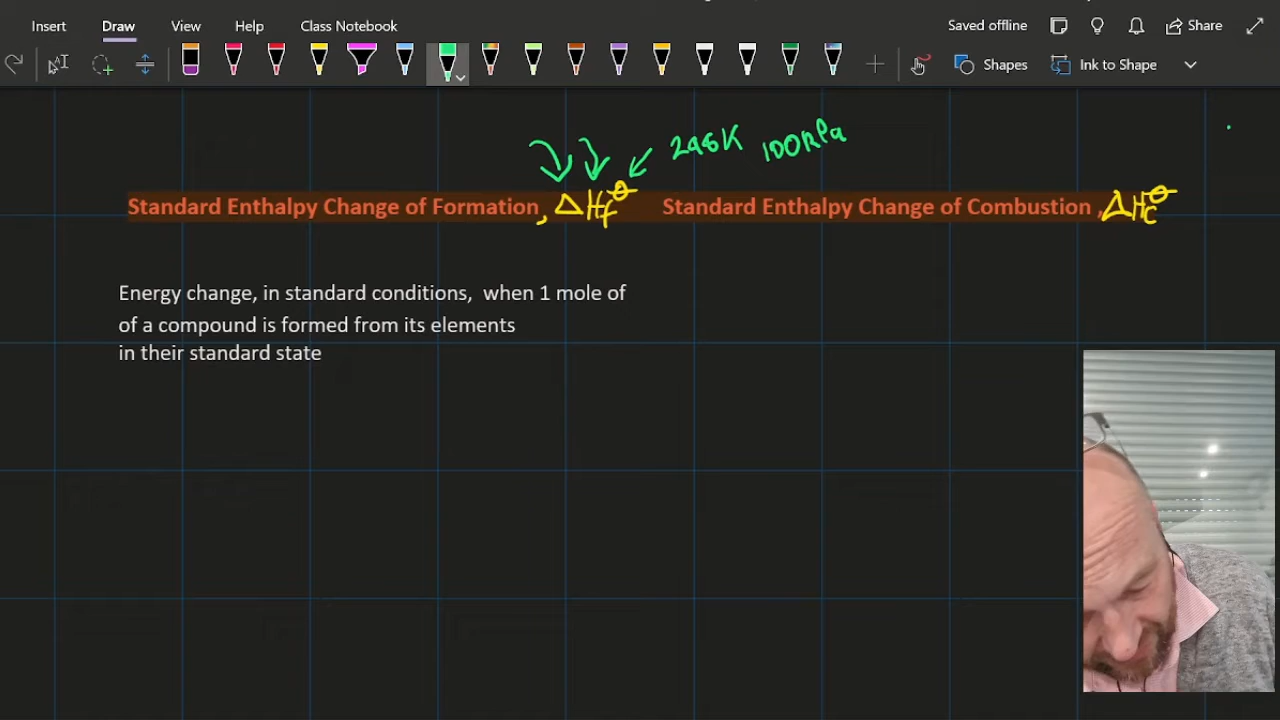 Insert Draw View Help Class Notebook Saved offline Share
Shapes Ink to Shape
298K 100kPa
Standard Enthalpy Change of Formation, ΔHf⦵ Standard Enthalpy Change of Combustion , ΔHc⦵
Energy change, in standard conditions, when 1 mole of
of a compound is formed from its elements
in their standard state